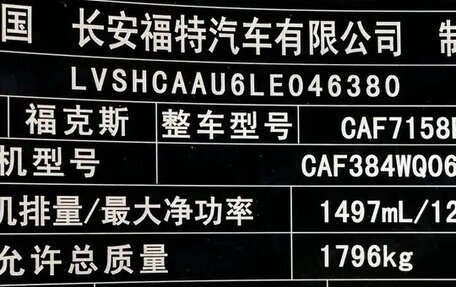 国 长安福特汽车有限公司 制
LVSHCAAU6LE046380
福克斯 整车型号 CAF7158
机型号 CAF384WQ06
机排量/最大净功率 1497mL/12
允许总质量 1796kg